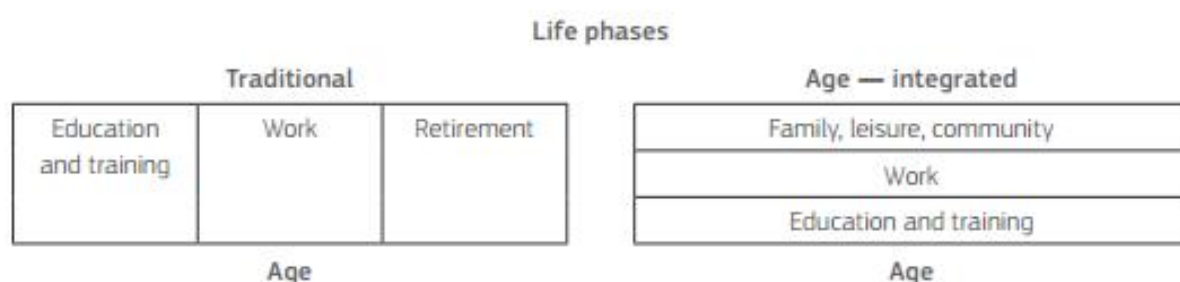 Life phases
Traditional
Education
and training
Work
Retirement
Age
Age — integrated
Family, leisure, community
Work
Education and training
Age